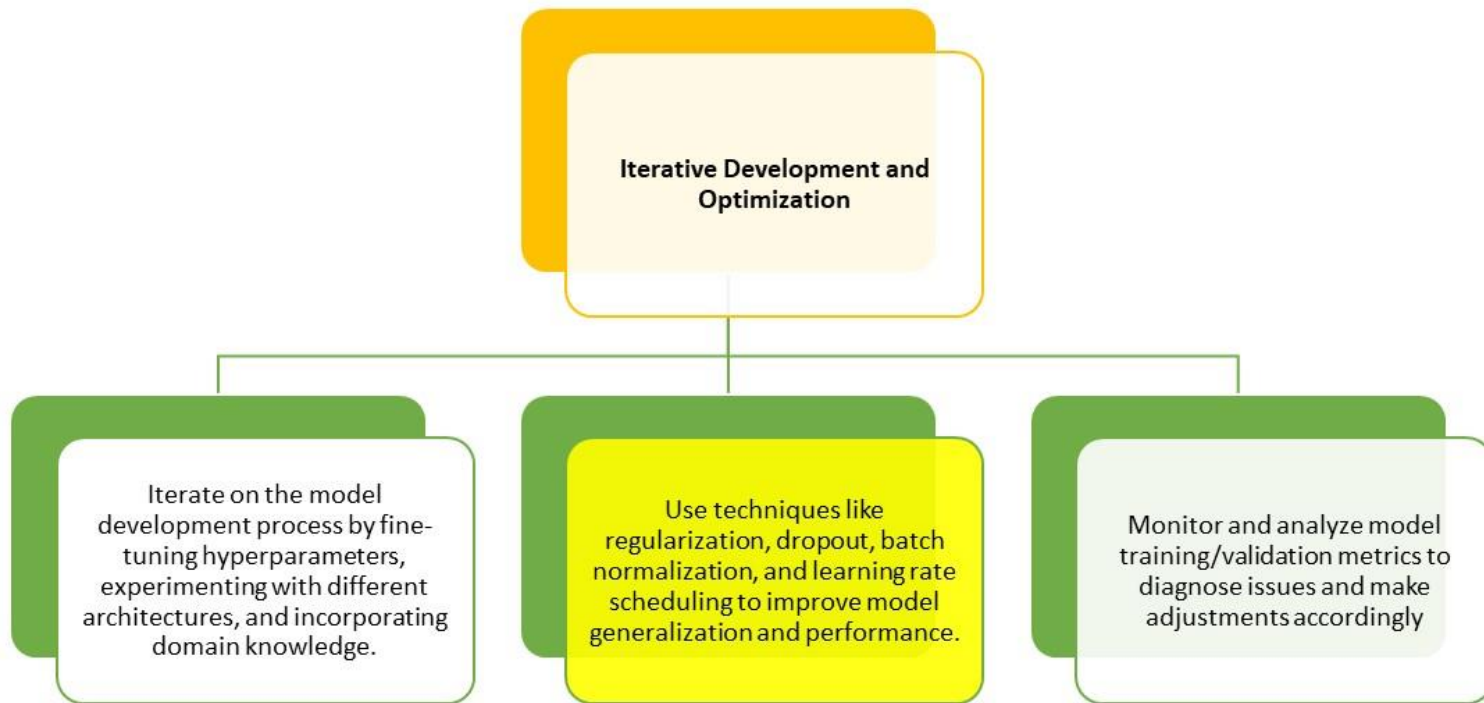 Iterative Development and
Optimization
Iterate on the model
development process by fine-
tuning hyperparameters,
experimenting with different
architectures, and incorporating
domain knowledge.
Use techniques like
regularization, dropout, batch
normalization, and learning rate
scheduling to improve model
generalization and performance.
Monitor and analyze model
training/validation metrics to
diagnose issues and make
adjustments accordingly